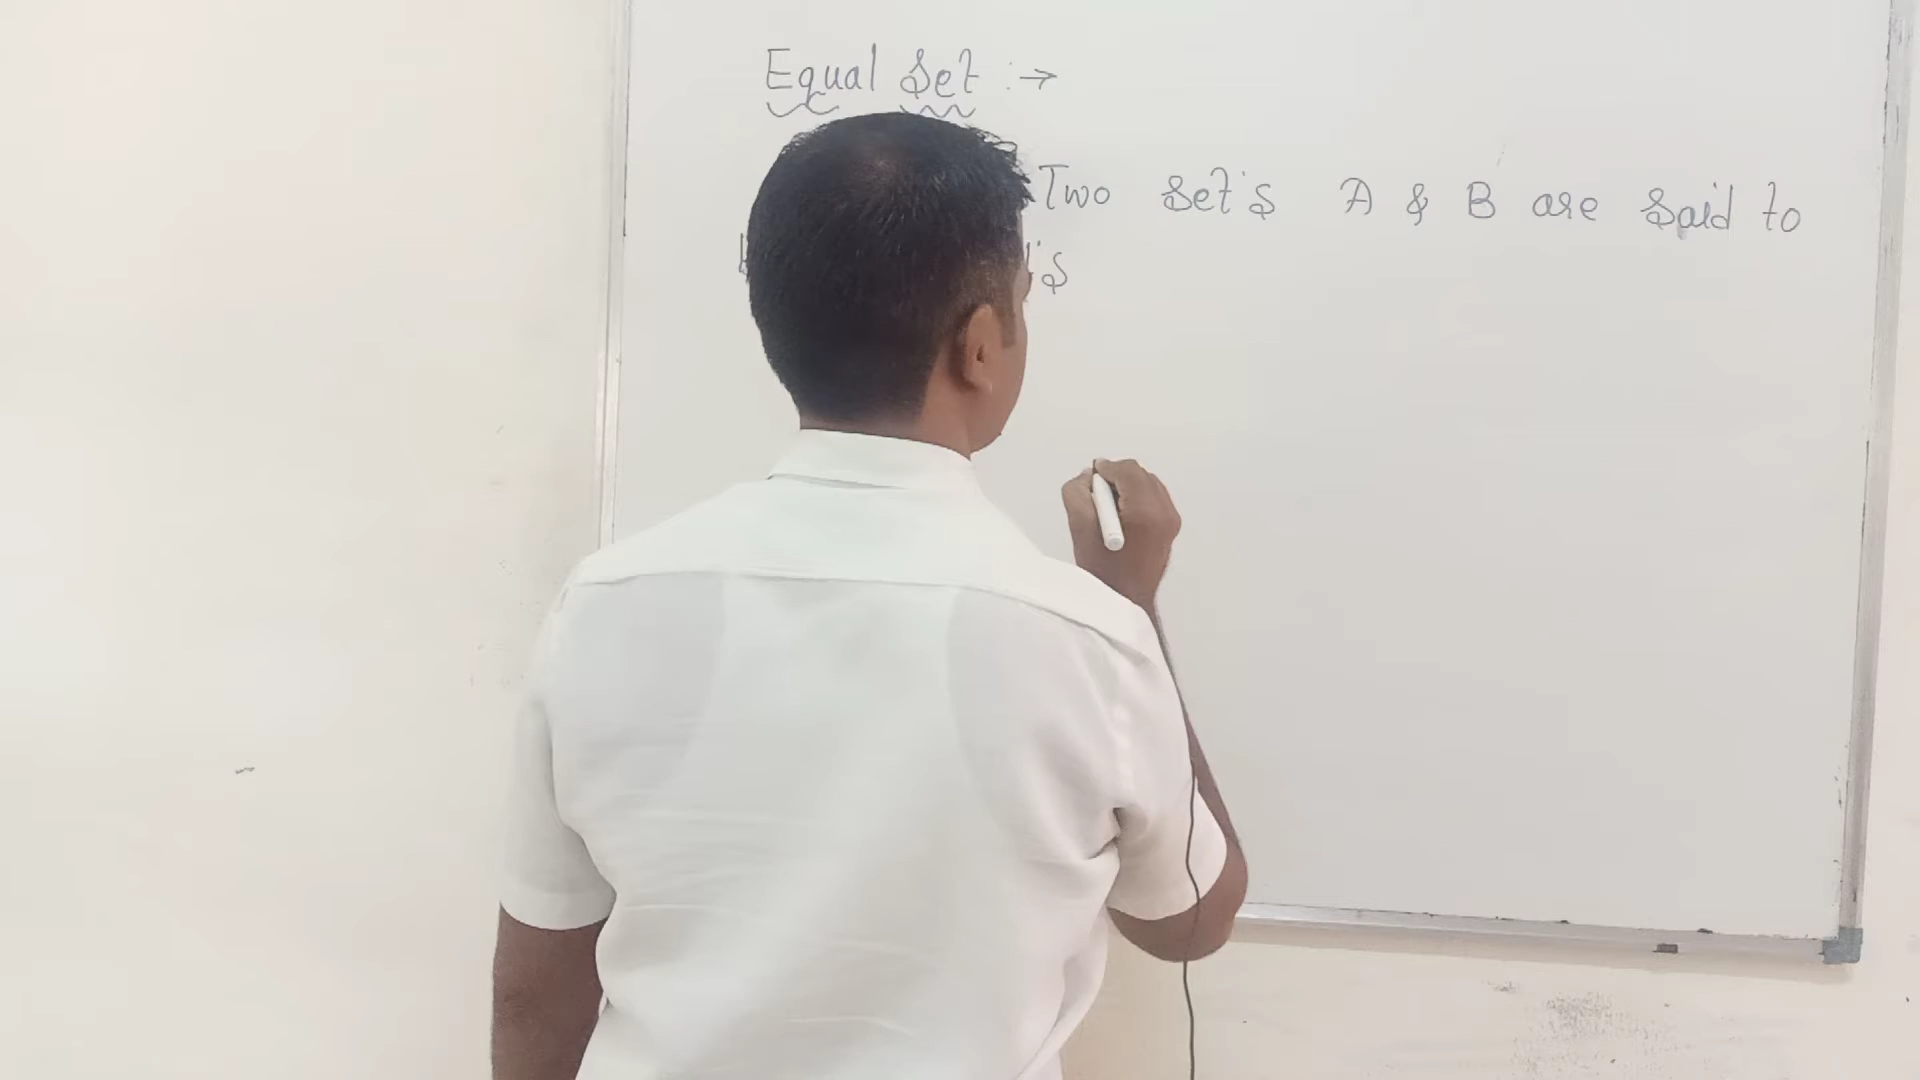 Equal Set :→
Two Set's A & B are Said to